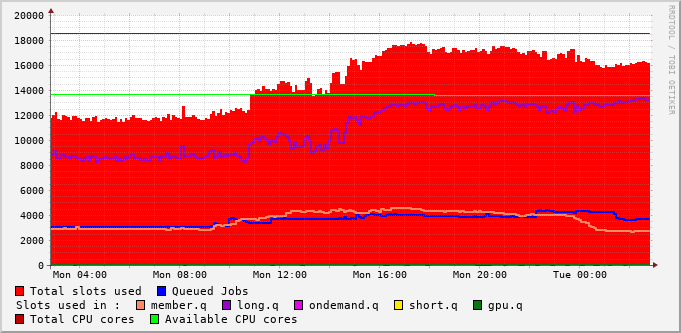 20000
18000
16000
14000
12000
10000
8000
6000
4000
2000
0
Mon 04:00 Mon 08:00 Mon 12:00 Mon 16:00 Mon 20:00 Tue 00:00
RRDTOOL / TOBI OETIKER
Total slots used Queued Jobs
Slots used in : member.q long.q ondemand.q short.q gpu.q
Total CPU cores Available CPU cores